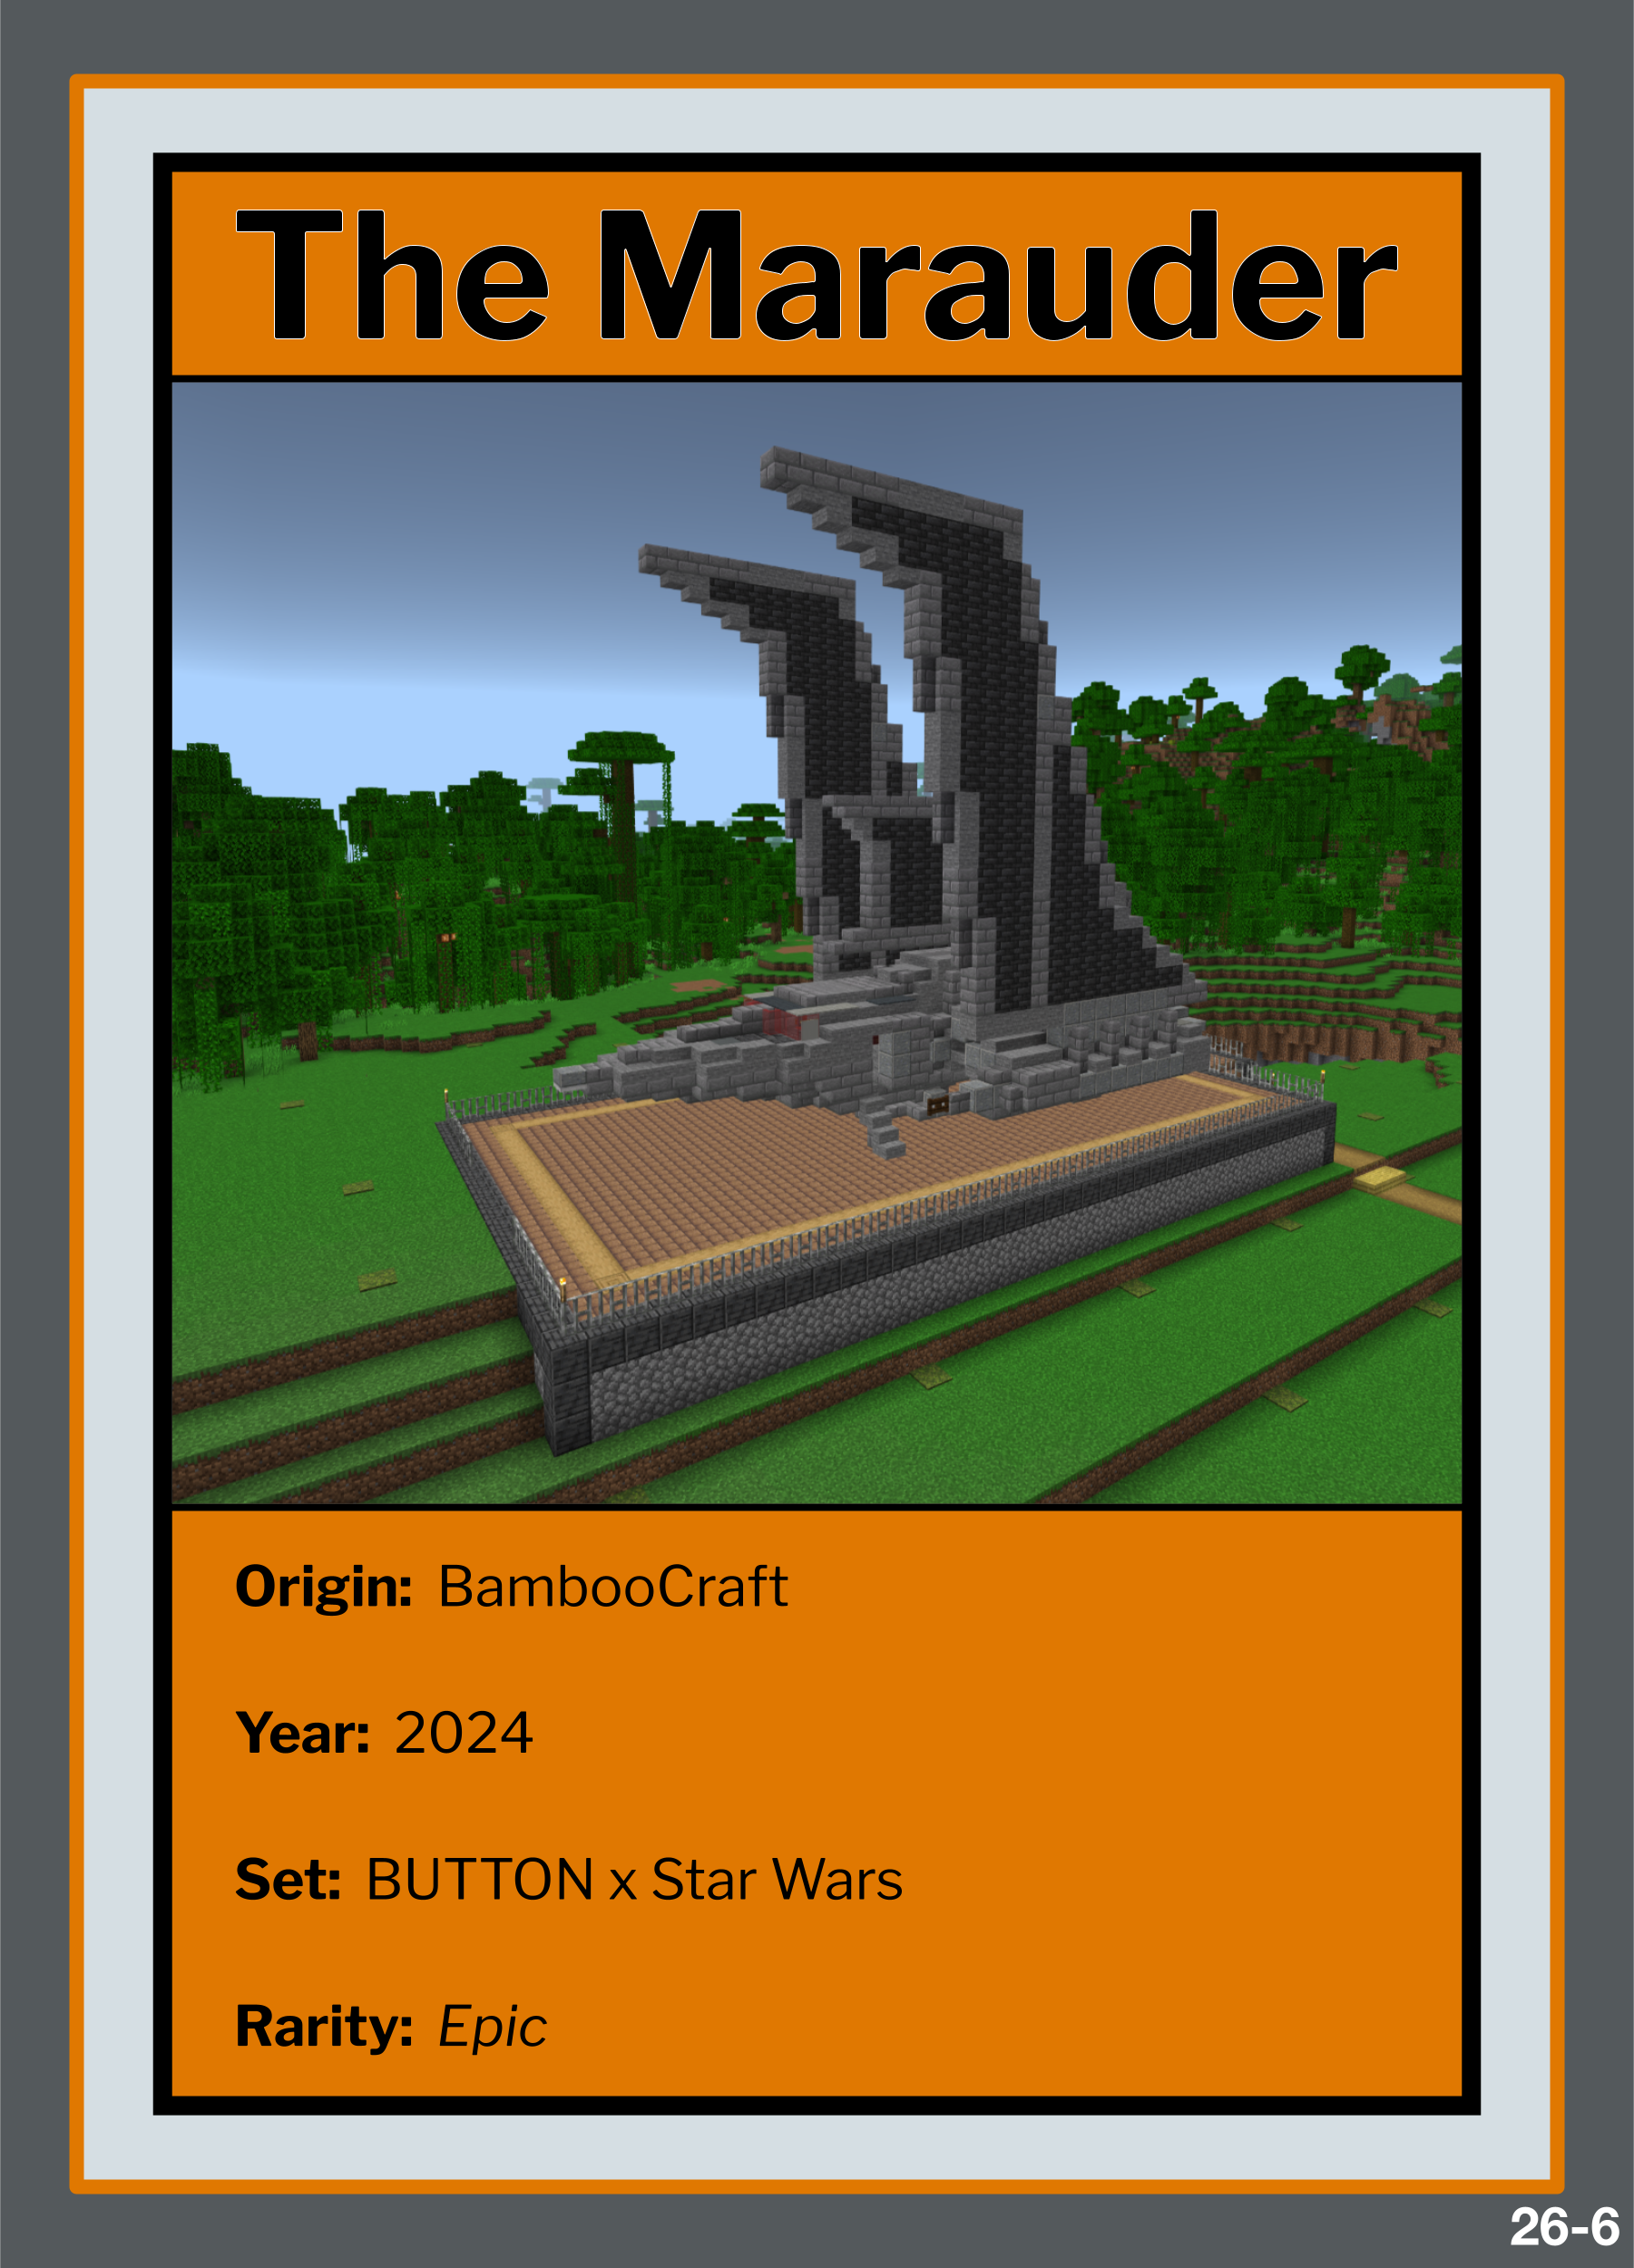 The Marauder
Origin: BambooCraft
Year: 2024
Set: BUTTON x Star Wars
Rarity: Epic
26-6